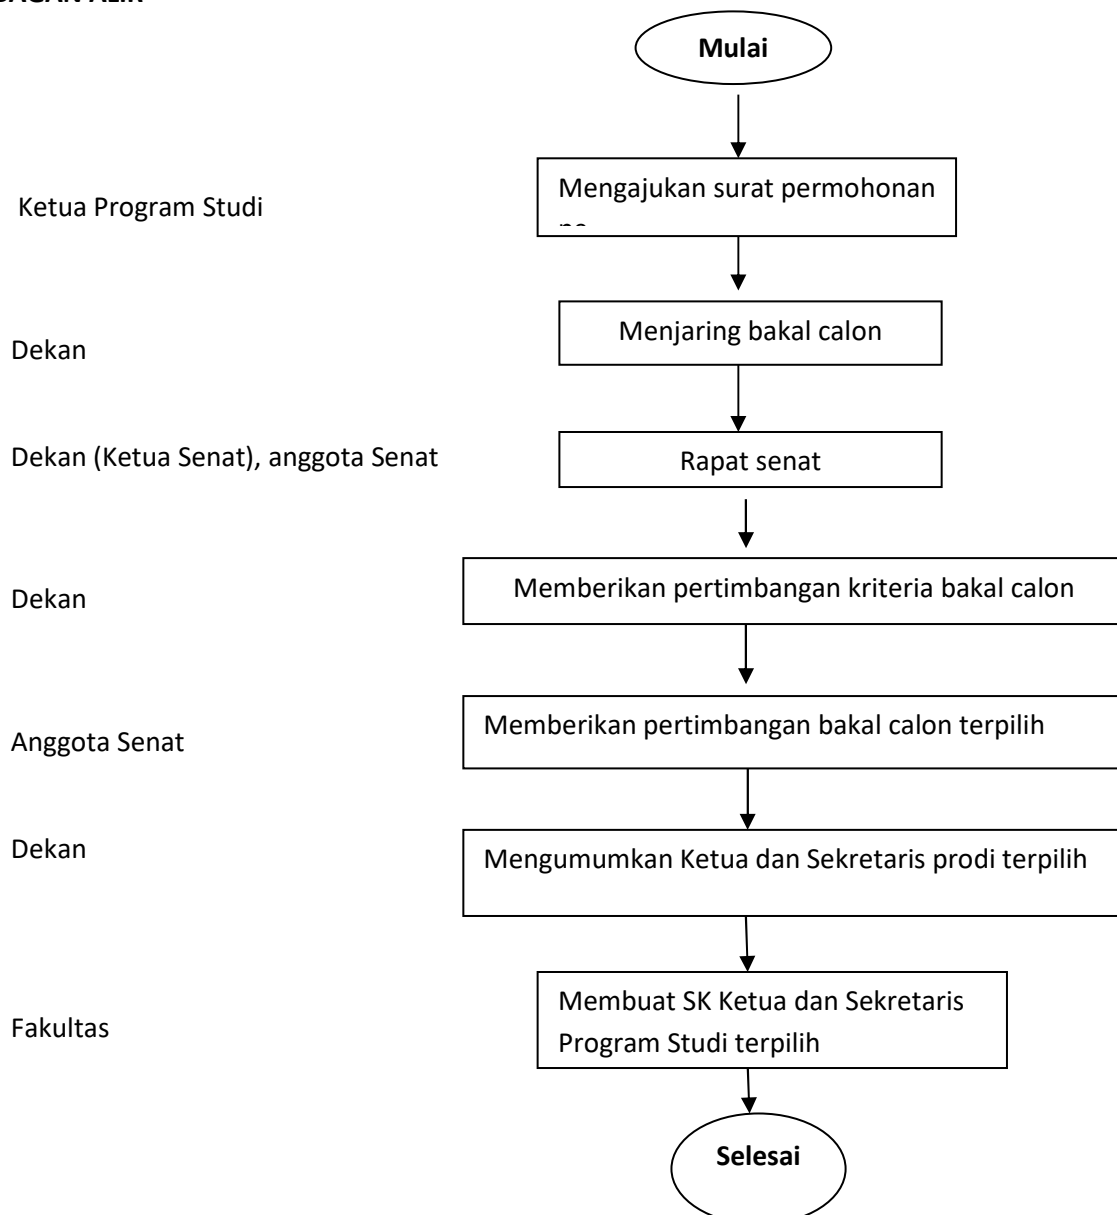 Mulai
Ketua Program Studi
Mengajukan surat permohonan
Dekan
Menjaring bakal calon
Dekan (Ketua Senat), anggota Senat
Rapat senat
Dekan
Memberikan pertimbangan kriteria bakal calon
Anggota Senat
Memberikan pertimbangan bakal calon terpilih
Dekan
Mengumumkan Ketua dan Sekretaris prodi terpilih
Fakultas
Membuat SK Ketua dan Sekretaris
Program Studi terpilih
Selesai